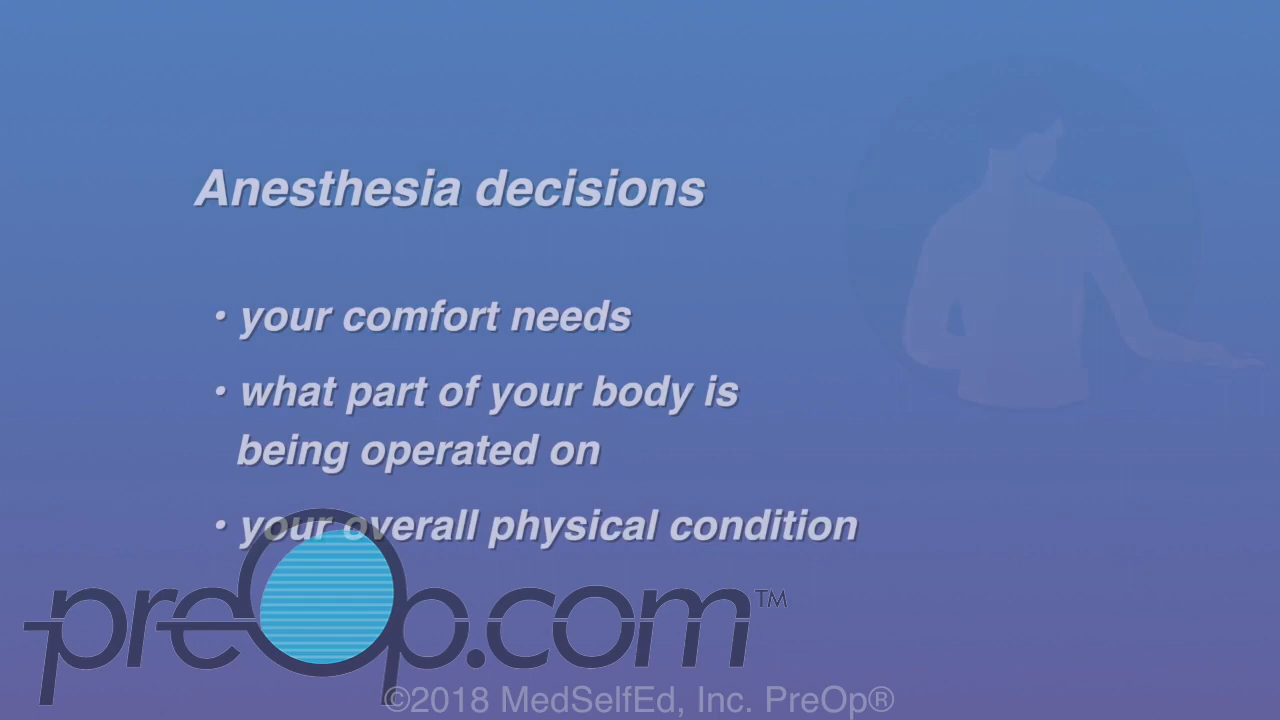 Anesthesia decisions
• your comfort needs
• what part of your body is
being operated on
• your overall physical condition
preOp.com™
©2018 MedSelfEd, Inc. PreOp®